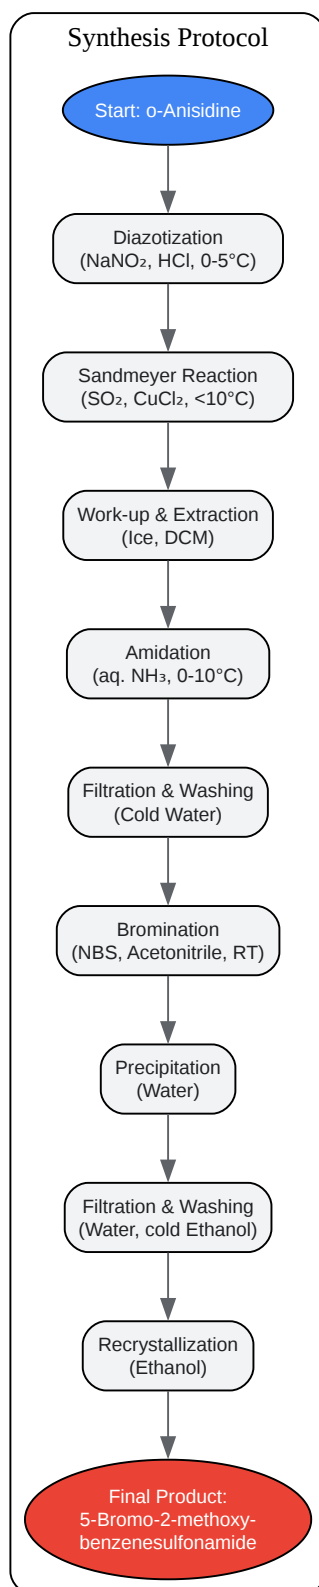 Synthesis Protocol
Start: o-Anisidine
Diazotization
(NaNO₂, HCl, 0-5°C)
Sandmeyer Reaction
(SO₂, CuCl₂, <10°C)
Work-up & Extraction
(Ice, DCM)
Amidation
(aq. NH₃, 0-10°C)
Filtration & Washing
(Cold Water)
Bromination
(NBS, Acetonitrile, RT)
Precipitation
(Water)
Filtration & Washing
(Water, cold Ethanol)
Recrystallization
(Ethanol)
Final Product:
5-Bromo-2-methoxy-
benzenesulfonamide